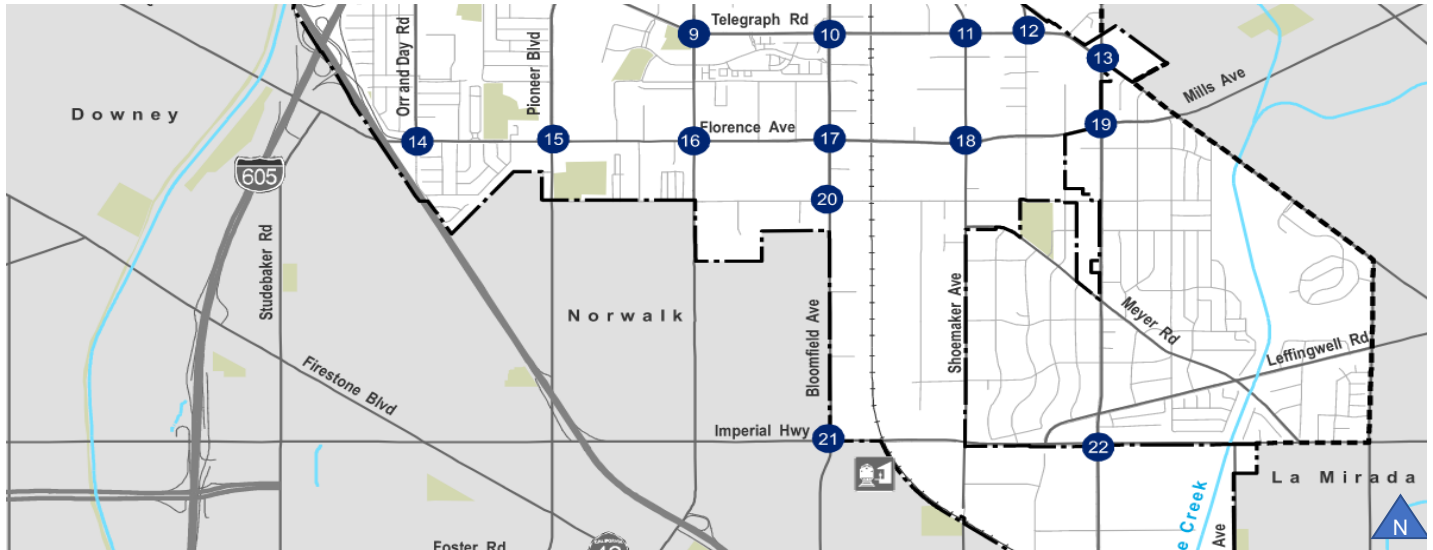 Telegraph Rd
9
10
11
12
13
Orr and Day Rd
Pioneer Blvd
Mills Ave
Downey
14
15
16
Florence Ave
17
18
19
605
20
Studebaker Rd
Norwalk
Bloomfield Ave
Shoemaker Ave
Meyer Rd
Leffingwell Rd
Firestone Blvd
Imperial Hwy
21
22
La Mirada
Creek
Ave
N
Foster Rd